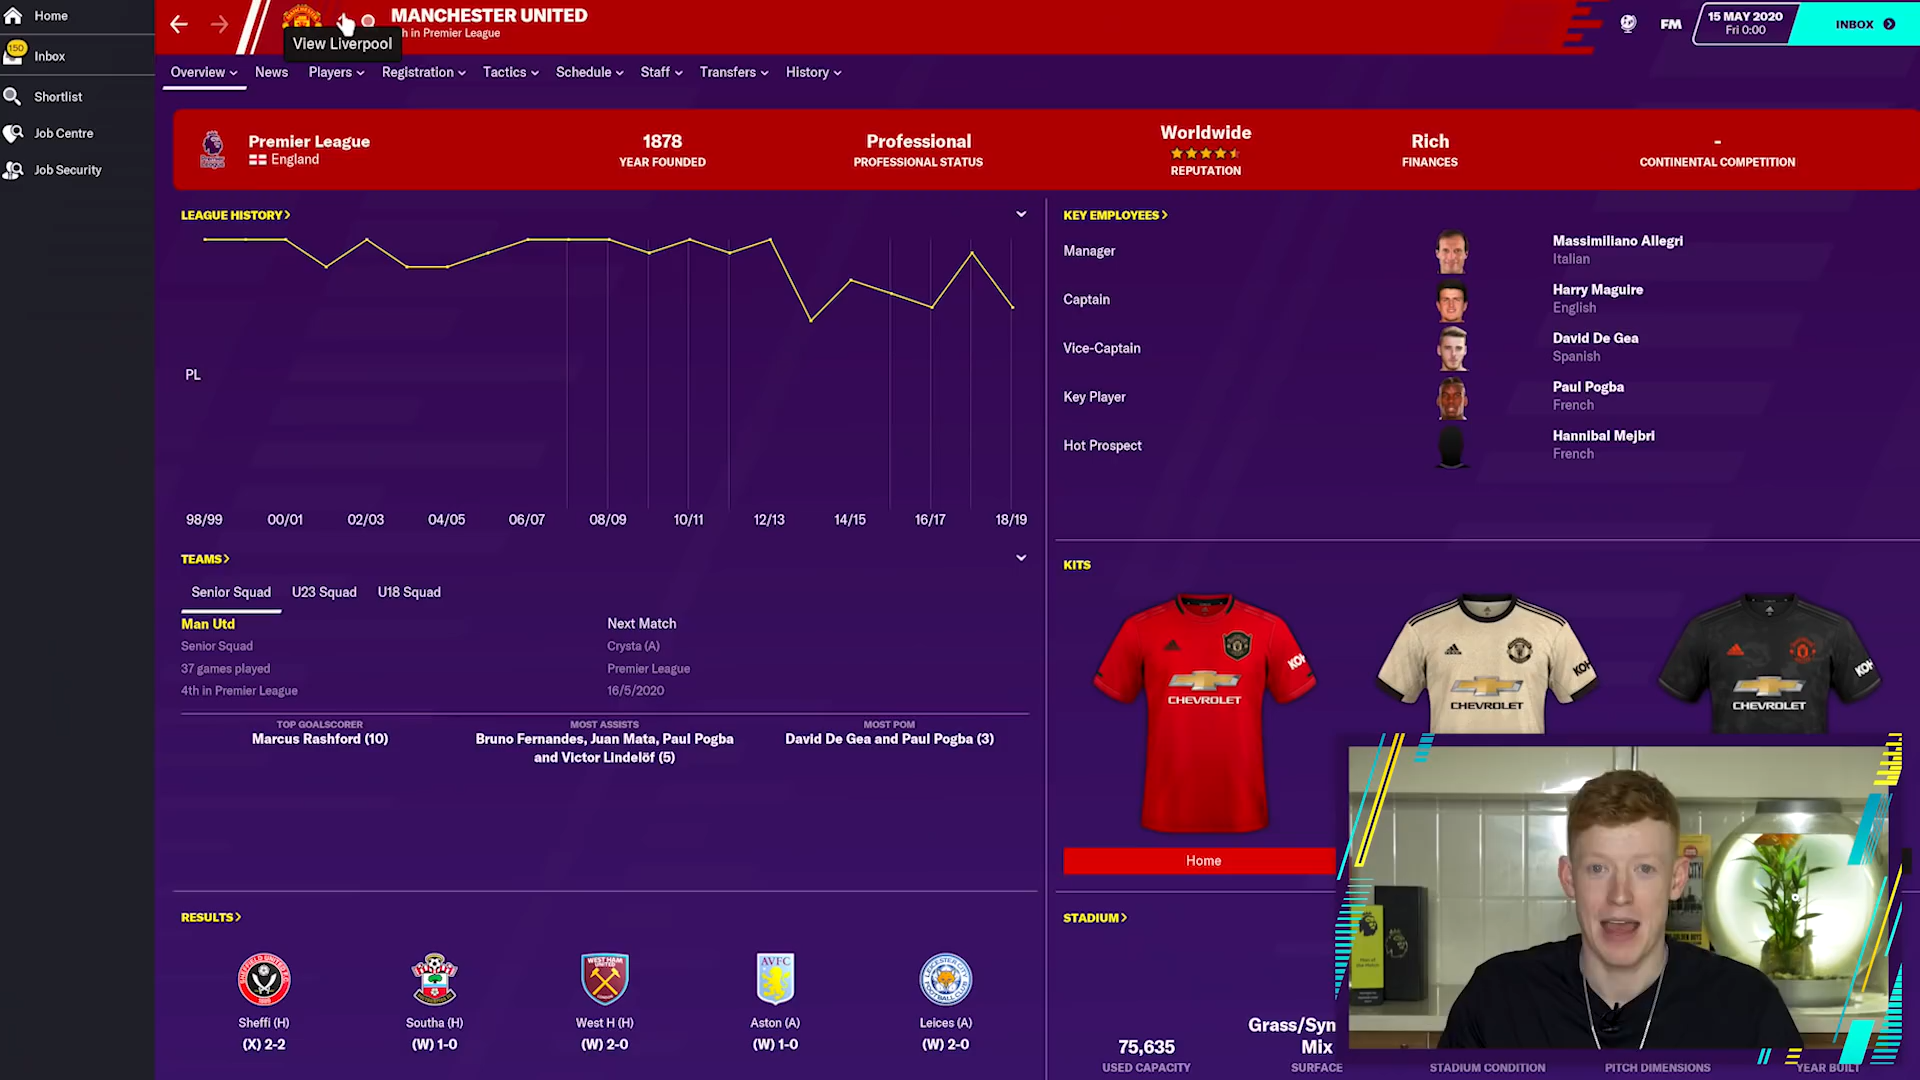 Home
MANCHESTER UNITED
h in Premier League
View Liverpool
FM
15 MAY 2020
Fri 0:00
INBOX
150
Inbox
Shortlist
Job Centre
Job Security
Overview
News
Players
Registration
Tactics
Schedule
Staff
Transfers
History
Premier League
England
1878
YEAR FOUNDED
Professional
PROFESSIONAL STATUS
Worldwide
REPUTATION
Rich
FINANCES
-
CONTINENTAL COMPETITION
LEAGUE HISTORY>
PL
98/99 00/01 02/03 04/05 06/07 08/09 10/11 12/13 14/15 16/17 18/19
KEY EMPLOYEES>
Manager
Massimiliano Allegri
Italian
Captain
Harry Maguire
English
Vice-Captain
David De Gea
Spanish
Key Player
Paul Pogba
French
Hot Prospect
Hannibal Mejbri
French
TEAMS>
Senior Squad
U23 Squad
U18 Squad
Man Utd
Senior Squad
37 games played
4th in Premier League
Next Match
Crysta (A)
Premier League
16/5/2020
TOP GOALSCORER
Marcus Rashford (10)
MOST ASSISTS
Bruno Fernandes, Juan Mata, Paul Pogba
and Victor Lindelöf (5)
MOST POM
David De Gea and Paul Pogba (3)
KITS
CHEVROLET
KOH
CHEVROLET
KOH
CHEVROLET
KOH
Home
RESULTS>
AVFC
Sheffi (H)
(X) 2-2
Southa (H)
(W) 1-0
West H (H)
(W) 2-0
Aston (A)
(W) 1-0
Leices (A)
(W) 2-0
STADIUM>
75,635
USED CAPACITY
Grass/Syn
Mix
SURFACE
STADIUM CONDITION
PITCH DIMENSIONS
YEAR BUILT